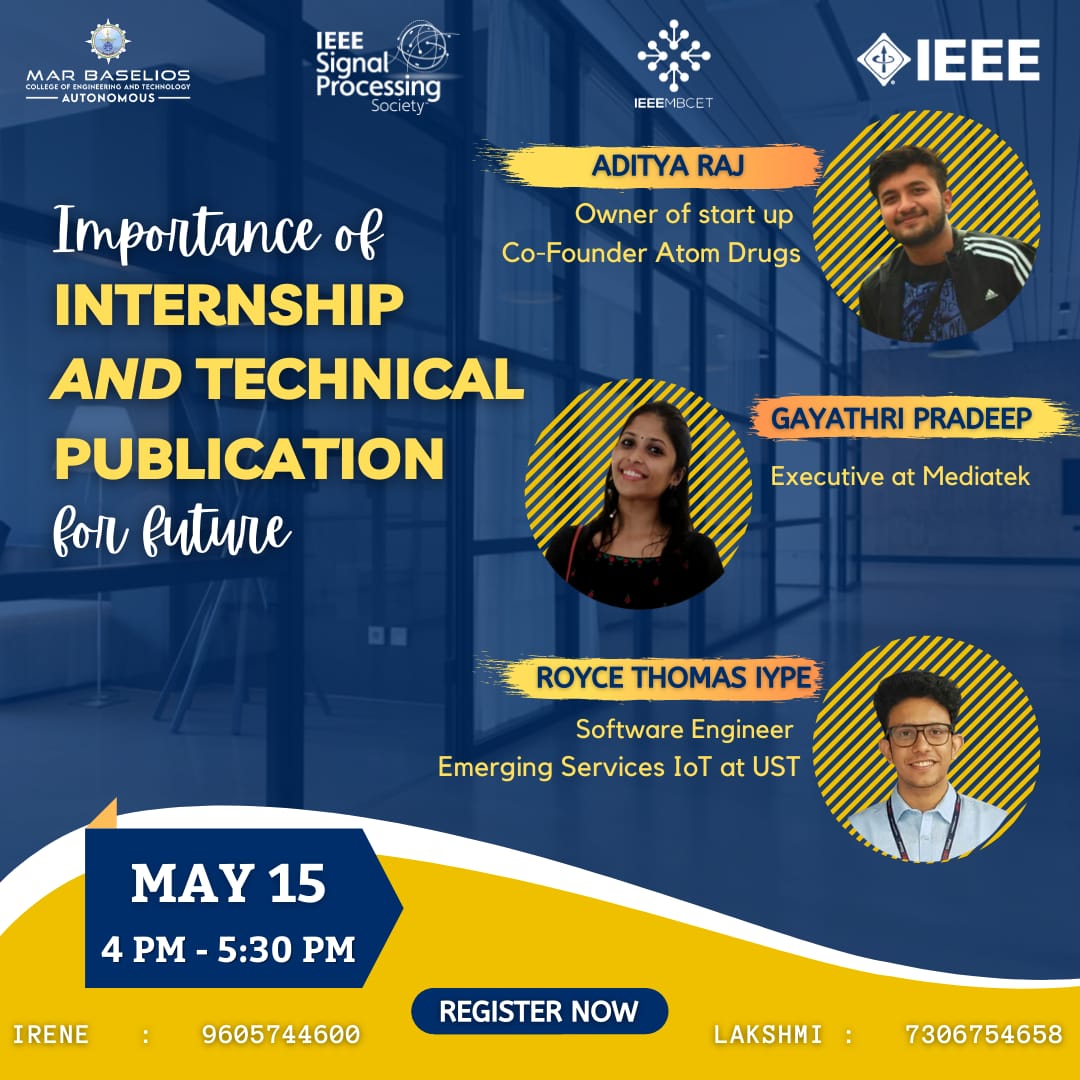 MAR BASELIOS
COLLEGE OF ENGINEERING AND TECHNOLOGY
AUTONOMOUS
IEEE
Signal
Processing
Society
IEEEMBCET
IEEE
Importance of
INTERNSHIP
AND TECHNICAL
PUBLICATION
for future
ADITYA RAJ
Owner of start up
Co-Founder Atom Drugs
GAYATHRI PRADEEP
Executive at Mediatek
ROYCE THOMAS IYPE
Software Engineer
Emerging Services IoT at UST
MAY 15
4 PM - 5:30 PM
REGISTER NOW
IRENE : 9605744600
LAKSHMI : 7306754658